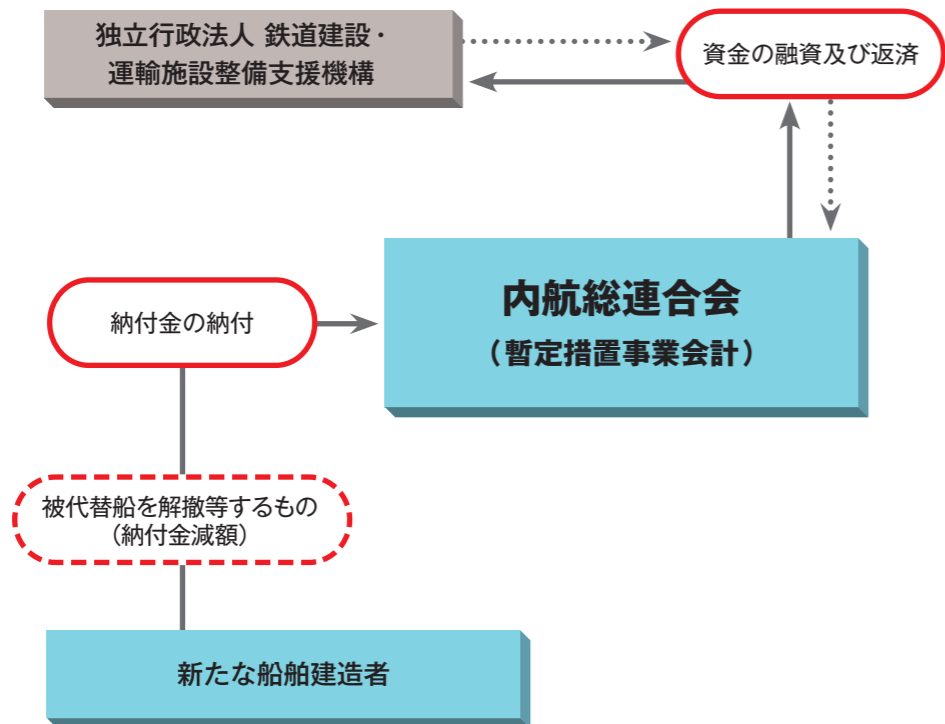 独立行政法人 鉄道建設・
運輸施設整備支援機構
資金の融資及び返済
内航総連合会
（暫定措置事業会計）
納付金の納付
被代替船を解撤等するもの
（納付金減額）
新たな船舶建造者